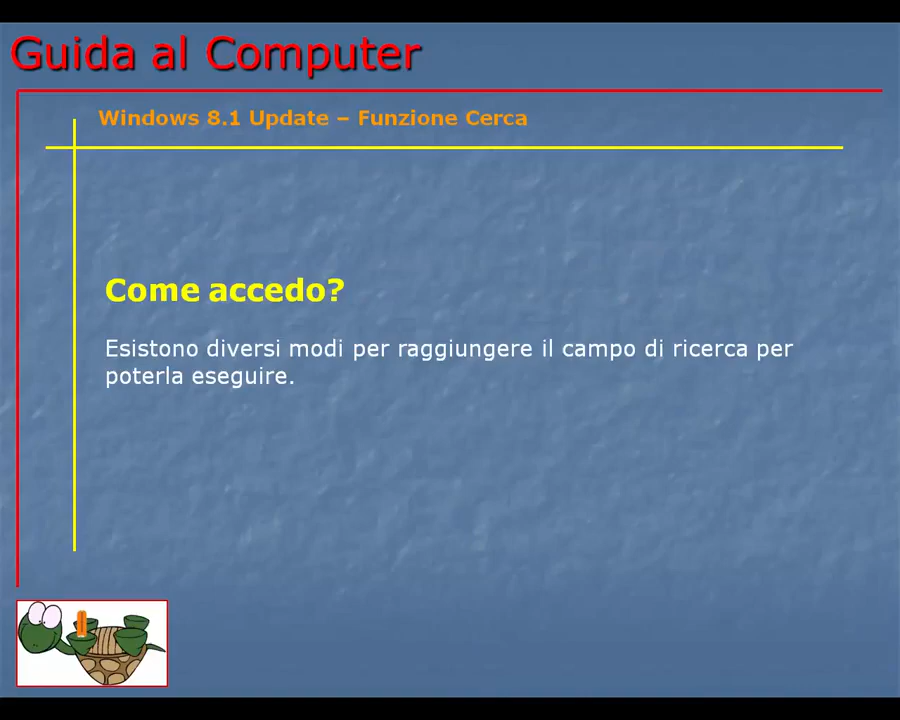 Guida al Computer
Windows 8.1 Update – Funzione Cerca
Come accedo?
Esistono diversi modi per raggiungere il campo di ricerca per
poterla eseguire.